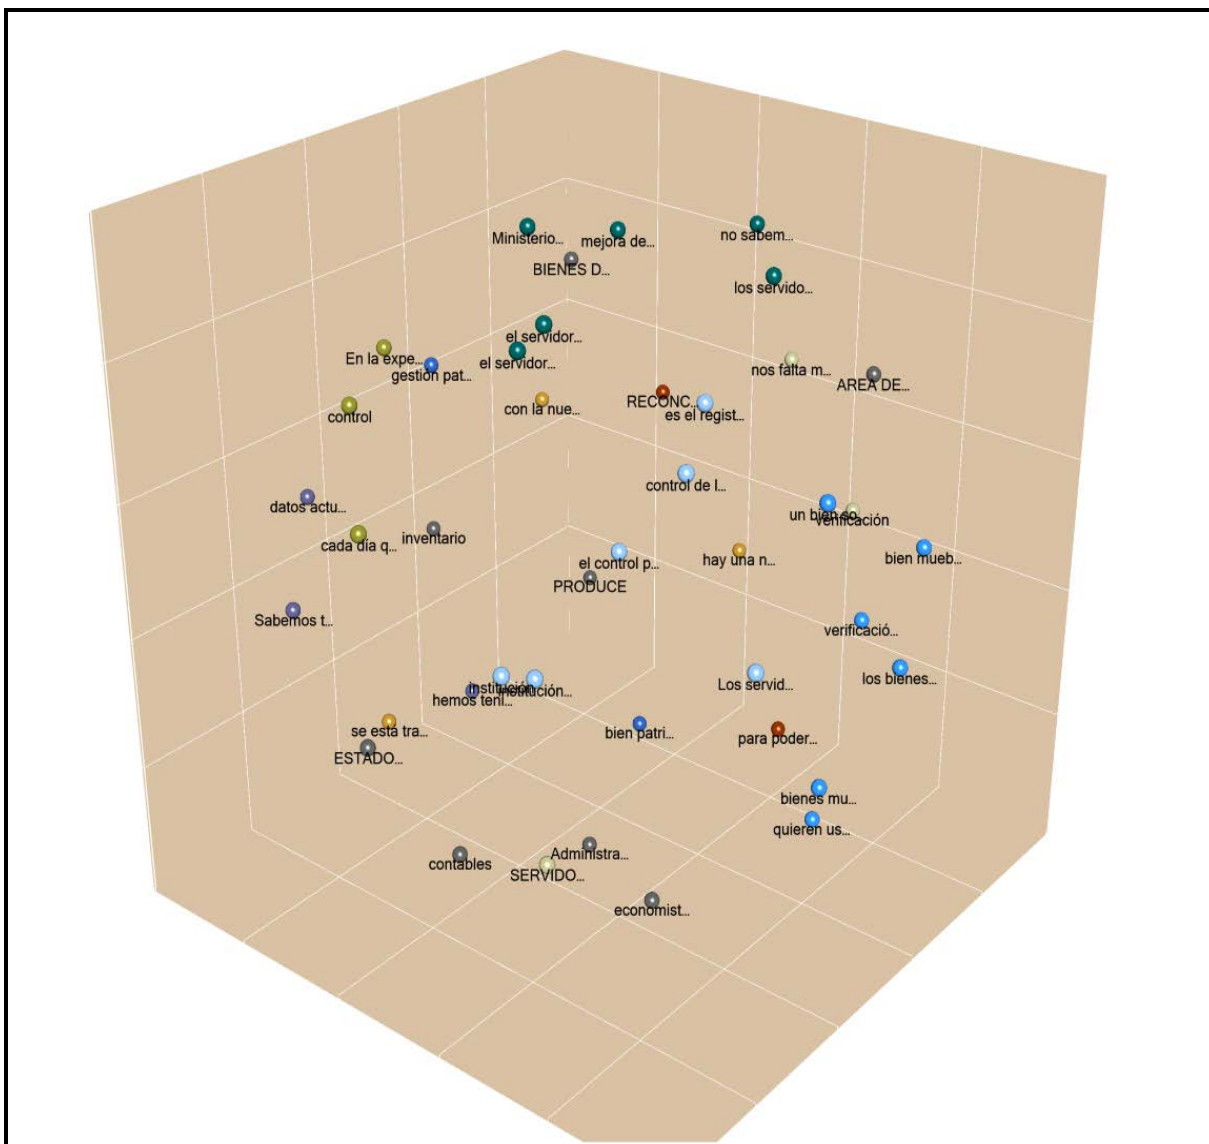 Ministerio...
mejora de...
no sabem...
BIENES D...
los servido...
el servidor...
En la expe...
el servidor...
gestión pat...
nos falta m...
AREA DE...
con la nue...
RECONC...
es el regist...
control
control de l...
datos actu...
un bien so...
verificación
cada día q...
inventario
el control p...
hay una n...
bien mueb...
PRODUCE
Sabemos t...
verificació...
Los servid...
los bienes...
institución
institución...
hemos teni...
se está tra...
bien patri...
para poder...
ESTADO...
bienes mu...
quieren us...
contables
Administra...
SERVIDO...
economist...